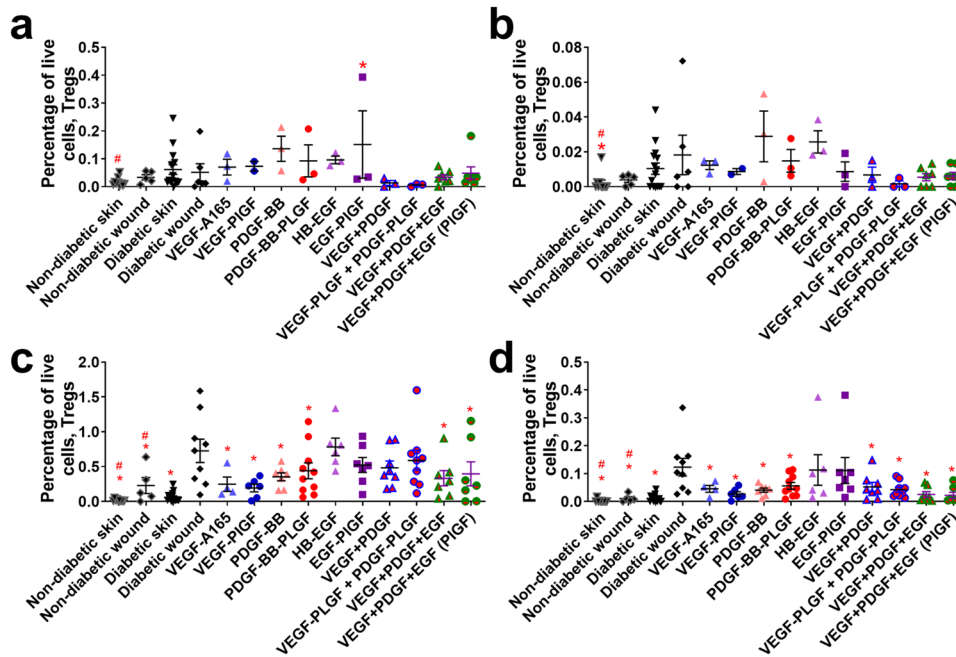 a
Percentage of live
cells, Tregs
0.5
0.4
0.3
0.2
0.1
0.0
#
*
*
Non-diabetic skin
Non-diabetic wound
Diabetic skin
Diabetic wound
VEGF-A165
VEGF-PlGF
PDGF-BB
PDGF-BB-PLGF
HB-EGF
EGF-PlGF
VEGF+PDGF
VEGF-PLGF + PDGF-PLGF
VEGF+PDGF+EGF
VEGF+PDGF+EGF (PlGF)
b
Percentage of live
cells, Tregs
0.08
0.06
0.04
0.02
0.00
#
*
Non-diabetic skin
Non-diabetic wound
Diabetic skin
Diabetic wound
VEGF-A165
VEGF-PlGF
PDGF-BB
PDGF-BB-PLGF
HB-EGF
EGF-PlGF
VEGF+PDGF
VEGF-PLGF + PDGF-PLGF
VEGF+PDGF+EGF
VEGF+PDGF+EGF (PlGF)
c
Percentage of live
cells, Tregs
2.0
1.5
1.0
0.5
0.0
#
*
#
*
*
*
*
*
*
*
*
Non-diabetic skin
Non-diabetic wound
Diabetic skin
Diabetic wound
VEGF-A165
VEGF-PlGF
PDGF-BB
PDGF-BB-PLGF
HB-EGF
EGF-PlGF
VEGF+PDGF
VEGF-PLGF + PDGF-PLGF
VEGF+PDGF+EGF
VEGF+PDGF+EGF (PlGF)
d
Percentage of live
cells, Tregs
0.5
0.4
0.3
0.2
0.1
0.0
#
*
#
*
*
*
*
*
*
*
*
*
*
Non-diabetic skin
Non-diabetic wound
Diabetic skin
Diabetic wound
VEGF-A165
VEGF-PlGF
PDGF-BB
PDGF-BB-PLGF
HB-EGF
EGF-PlGF
VEGF+PDGF
VEGF-PLGF + PDGF-PLGF
VEGF+PDGF+EGF
VEGF+PDGF+EGF (PlGF)